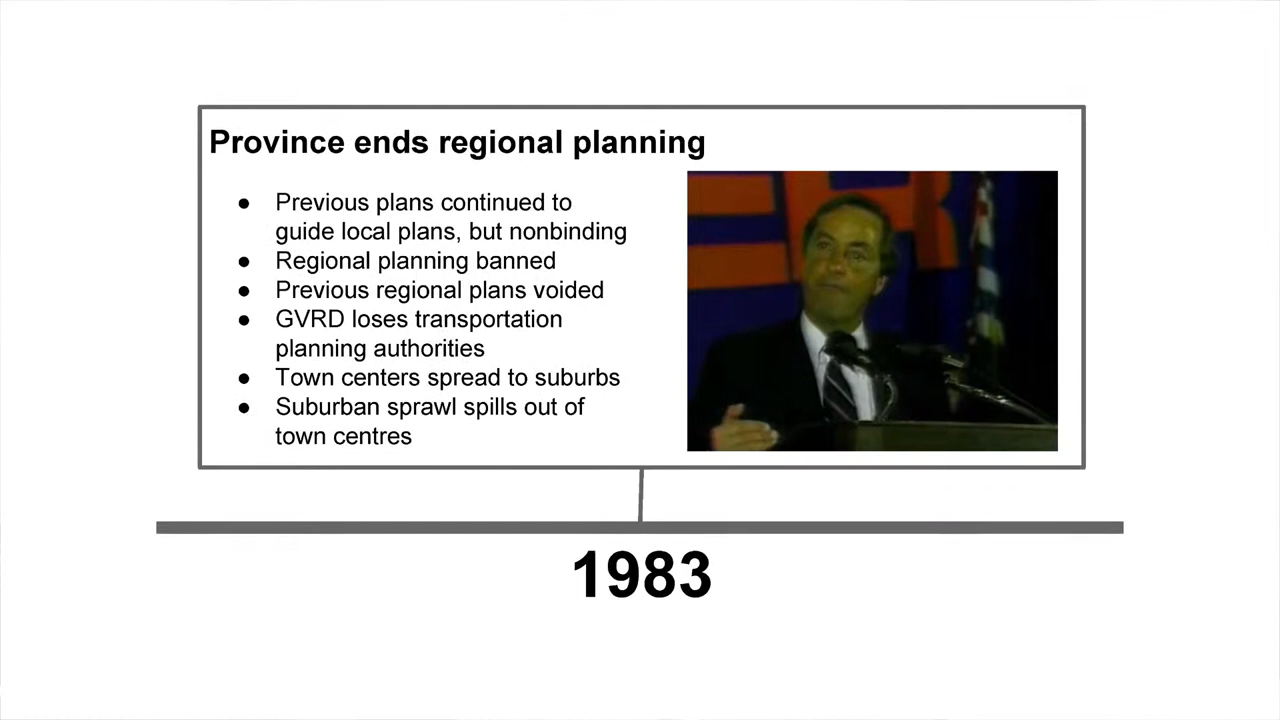 Province ends regional planning
● Previous plans continued to
guide local plans, but nonbinding
● Regional planning banned
● Previous regional plans voided
● GVRD loses transportation
planning authorities
● Town centers spread to suburbs
● Suburban sprawl spills out of
town centres
1983